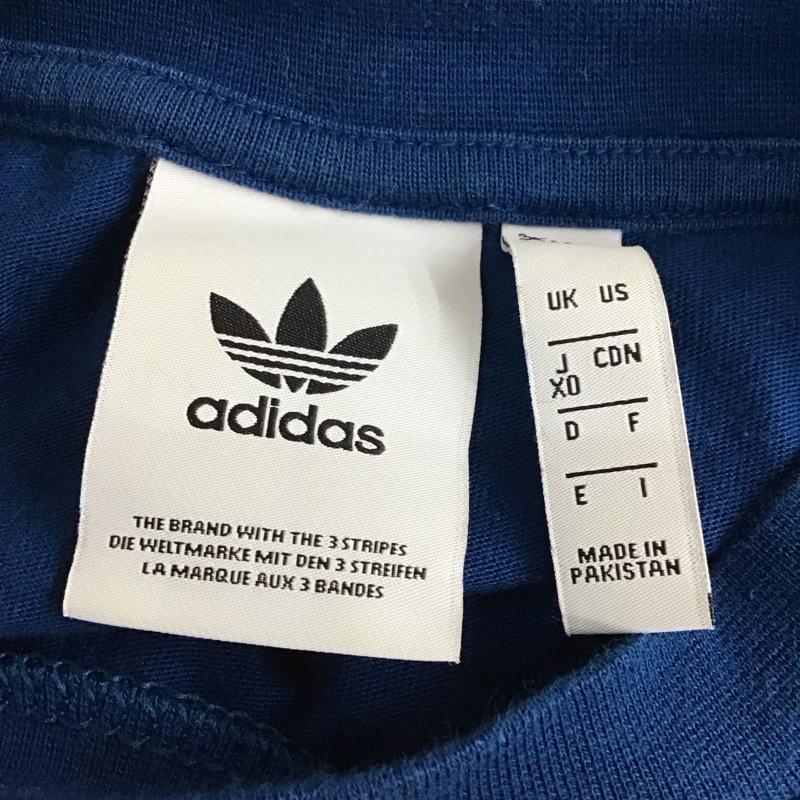 adidas
THE BRAND WITH THE 3 STRIPES
DIE WELTMARKE MIT DEN 3 STREIFEN
LA MARQUE AUX 3 BANDES
UK US
J CDN
XO
D F
E I
MADE IN
PAKISTAN